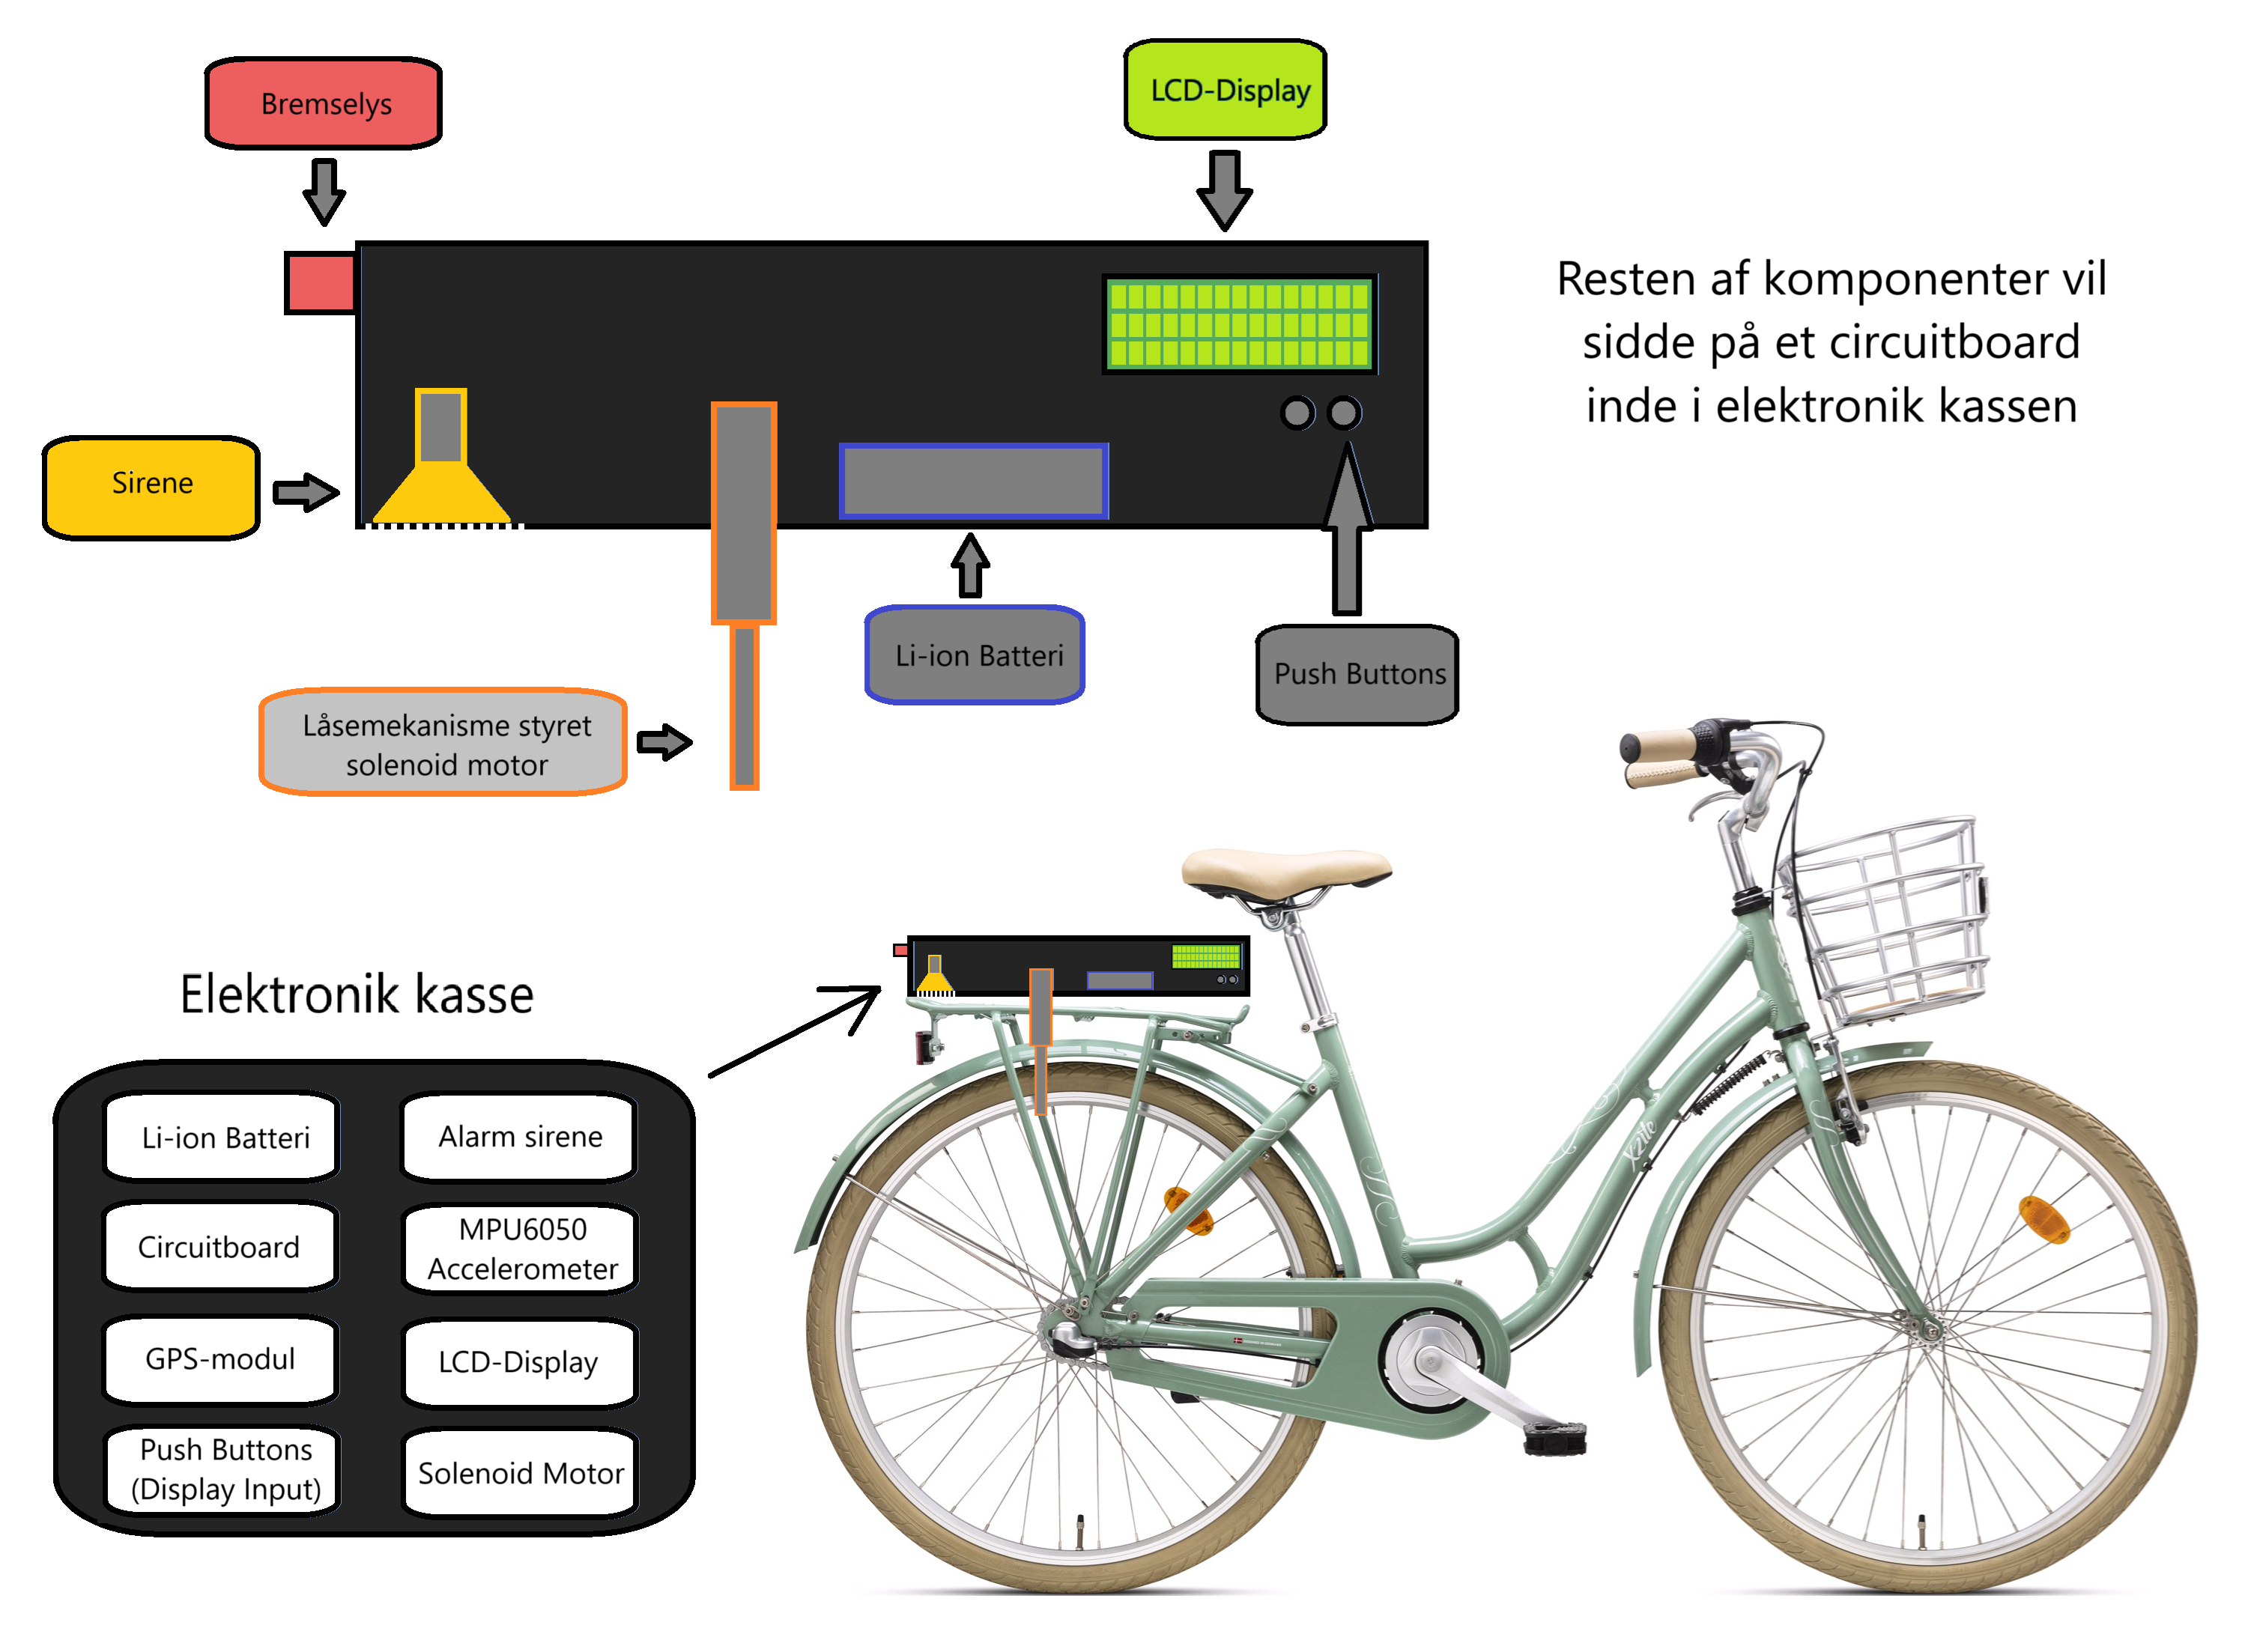 Bremselys
LCD-Display
Resten af komponenter vil
sidde på et circuitboard
inde i elektronik kassen
Sirene
Li-ion Batteri
Push Buttons
Låsemekanisme styret
solenoid motor
Elektronik kasse
Li-ion Batteri
Alarm sirene
Circuitboard
MPU6050
Accelerometer
GPS-modul
LCD-Display
Push Buttons
(Display Input)
Solenoid Motor
Xzite